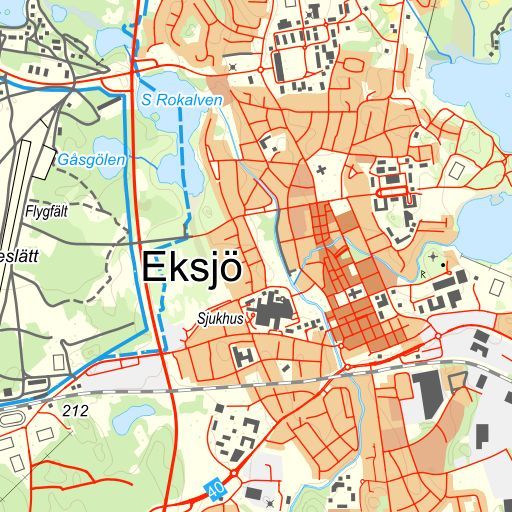 S Rokalven
Gåsgölen
Flygfält
eslätt
Eksjö
R
Sjukhus
212
40